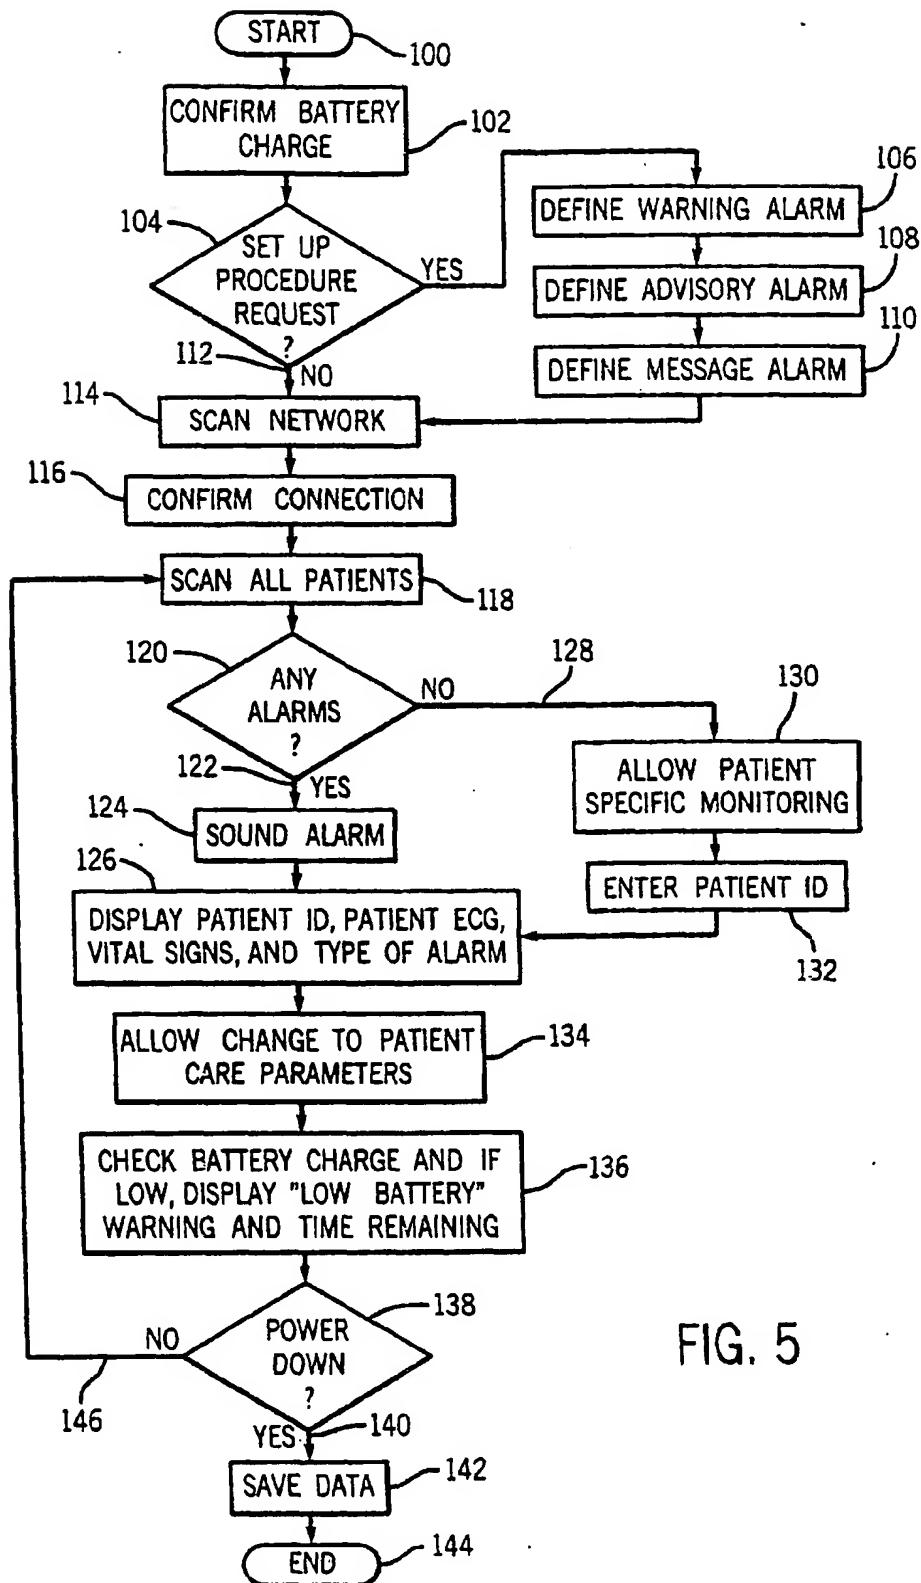 START
100
CONFIRM BATTERY
CHARGE
102
104
SET UP
PROCEDURE
REQUEST
?
YES
106
DEFINE WARNING ALARM
108
DEFINE ADVISORY ALARM
110
DEFINE MESSAGE ALARM
112
NO
114
SCAN NETWORK
116
CONFIRM CONNECTION
SCAN ALL PATIENTS
118
120
ANY
ALARMS
?
NO
128
130
ALLOW PATIENT
SPECIFIC MONITORING
122
YES
124
SOUND ALARM
ENTER PATIENT ID
132
126
DISPLAY PATIENT ID, PATIENT ECG,
VITAL SIGNS, AND TYPE OF ALARM
ALLOW CHANGE TO PATIENT
CARE PARAMETERS
134
CHECK BATTERY CHARGE AND IF
LOW, DISPLAY "LOW BATTERY"
WARNING AND TIME REMAINING
136
138
POWER
DOWN
?
NO
146
YES
140
SAVE DATA
142
END
144
FIG. 5